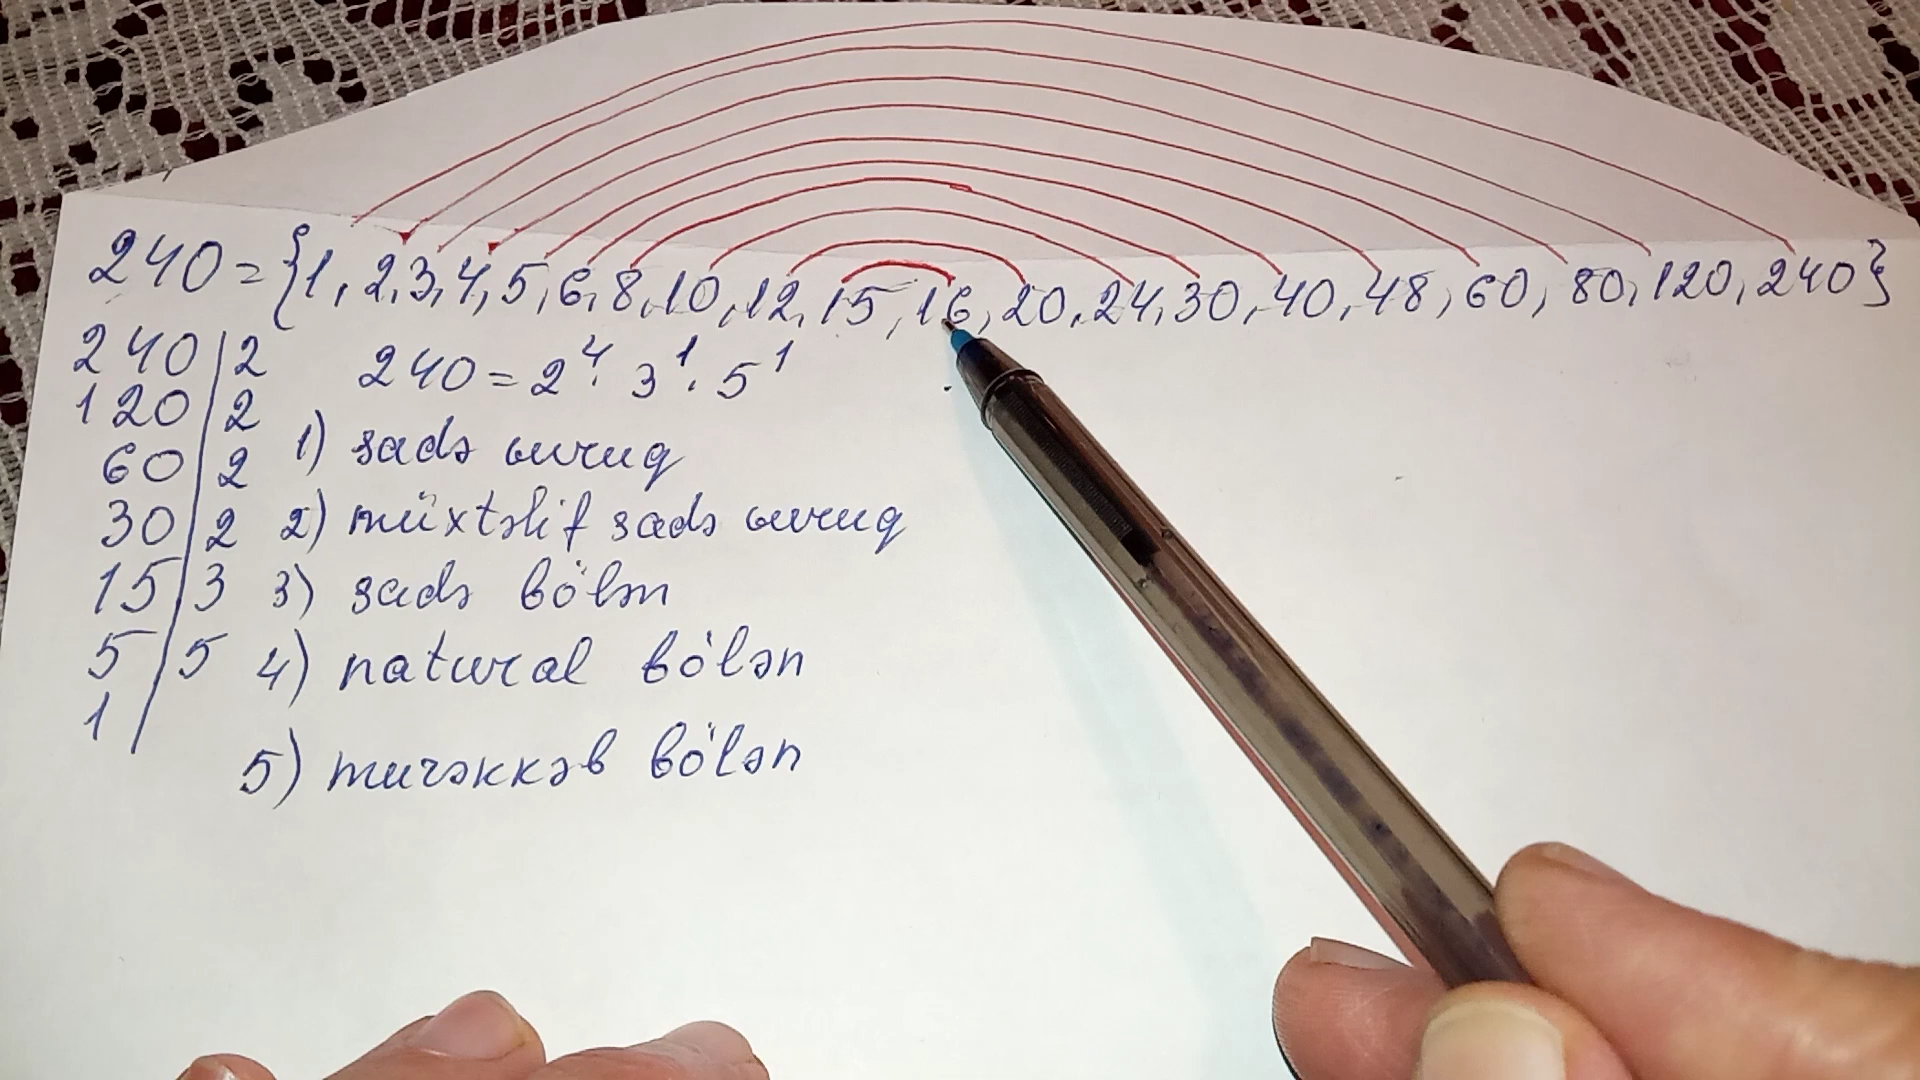 240 = {1, 2, 3, 4, 5, 6, 8, 10, 12, 15, 16, 20, 24, 30, 40, 48, 60, 80, 120, 240}
240 | 2 240 = 2⁴ · 3¹ · 5¹
120 | 2
60 | 2 1) sadə vuruq
30 | 2 2) müxtəlif sadə vuruq
15 | 3 3) sadə bölən
5 | 5 4) natural bölən
1 |
5) murəkkəb bölən